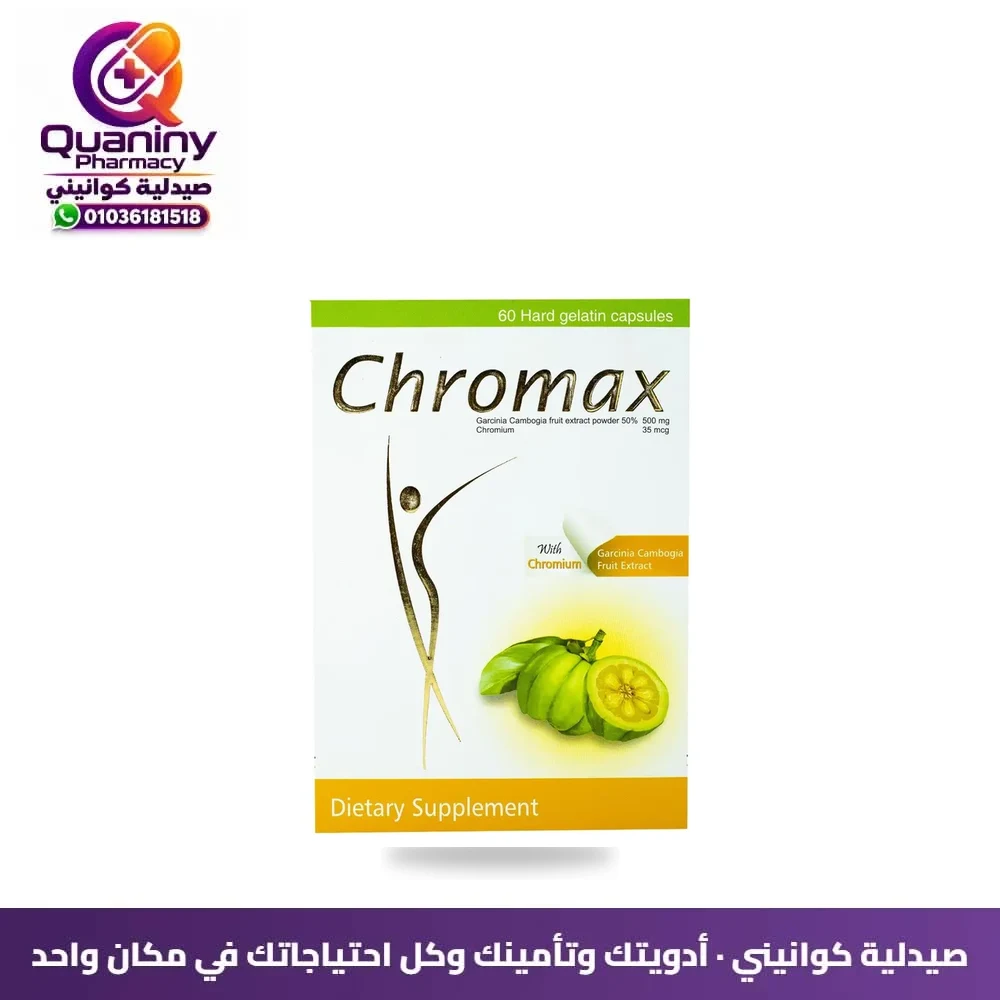 Quaniny
Pharmacy
صيدلية كوانيني
01036181518
60 Hard gelatin capsules
Chromax
Garcinia Cambogia fruit extract powder 50% 500 mg
Chromium 35 mcg
With
Chromium
Garcinia Cambogia
Fruit Extract
Dietary Supplement
صيدلية كوانيني · أدويتك وتأمينك وكل احتياجاتك في مكان واحد